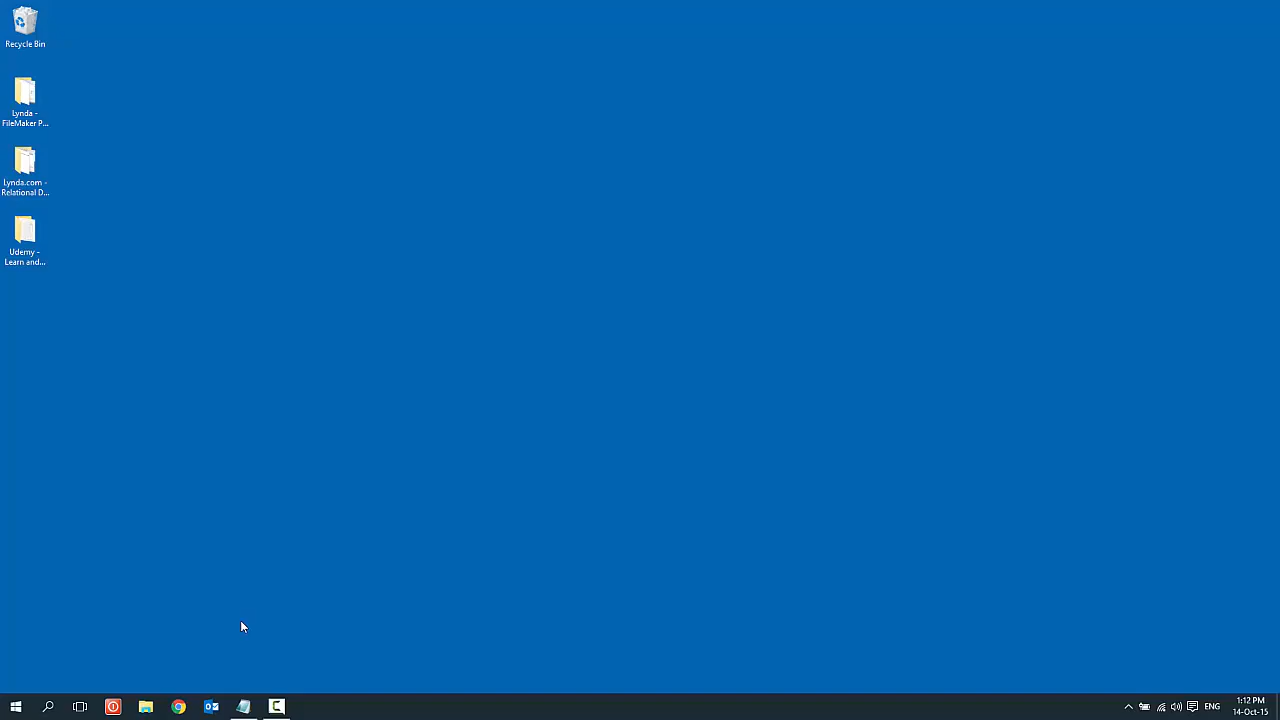 Recycle Bin
Lynda -
FileMaker P...
Lynda.com -
Relational D...
Udemy -
Learn and...
ENG
1:12 PM
14-Oct-15